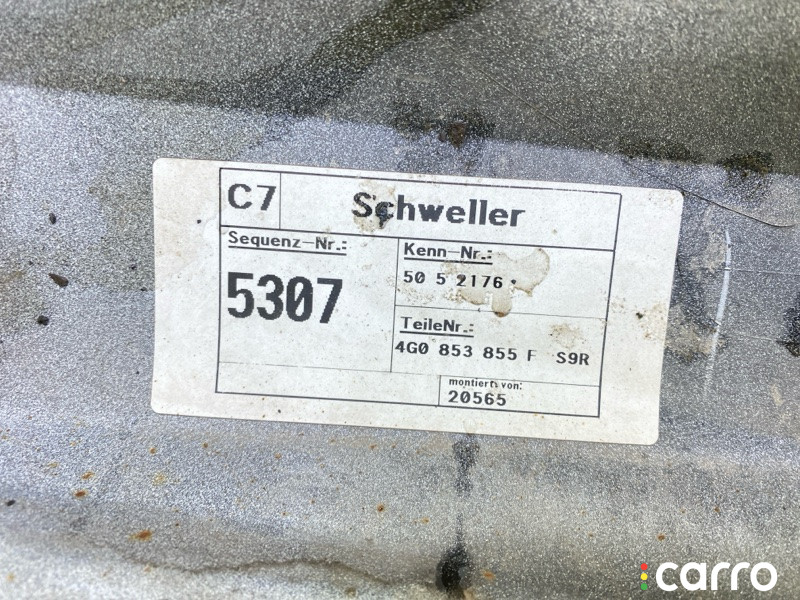 C7 Schweller
Sequenz-Nr.:
5307
Kenn-Nr.:
50 5 2176
TeileNr.:
4G0 853 855 F S9R
montiert von:
20565
carro